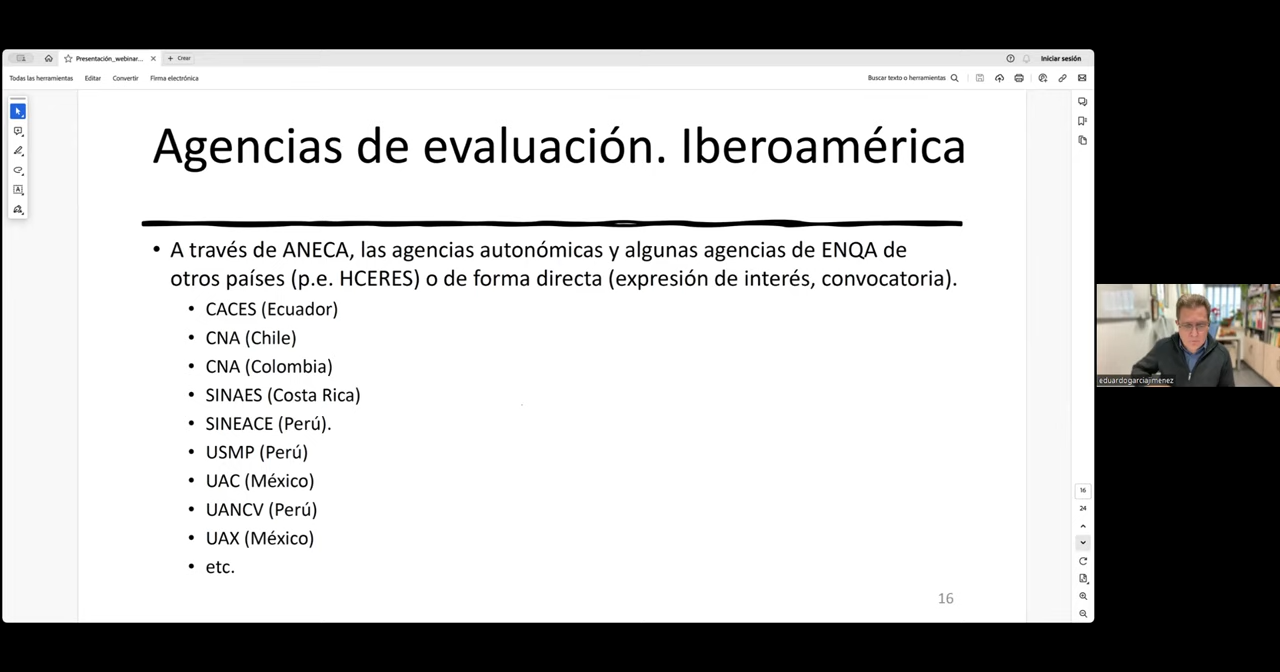 Presentación_webinar...
Crear
Iniciar sesión
Todas las herramientas Editar Convertir Firma electrónica Buscar texto o herramientas
Agencias de evaluación. Iberoamérica
• A través de ANECA, las agencias autonómicas y algunas agencias de ENQA de
otros países (p.e. HCERES) o de forma directa (expresión de interés, convocatoria).
• CACES (Ecuador)
• CNA (Chile)
• CNA (Colombia)
• SINAES (Costa Rica)
• SINEACE (Perú).
• USMP (Perú)
• UAC (México)
• UANCV (Perú)
• UAX (México)
• etc.
16
16
24
eduardogarciajimenez